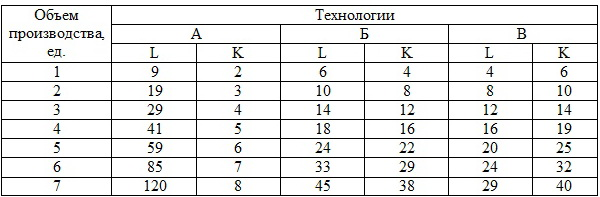 Объем производства, ед. Технологии
А Б В
L K L K L K
1 9 2 6 4 4 6
2 19 3 10 8 8 10
3 29 4 14 12 12 14
4 41 5 18 16 16 19
5 59 6 24 22 20 25
6 85 7 33 29 24 32
7 120 8 45 38 29 40